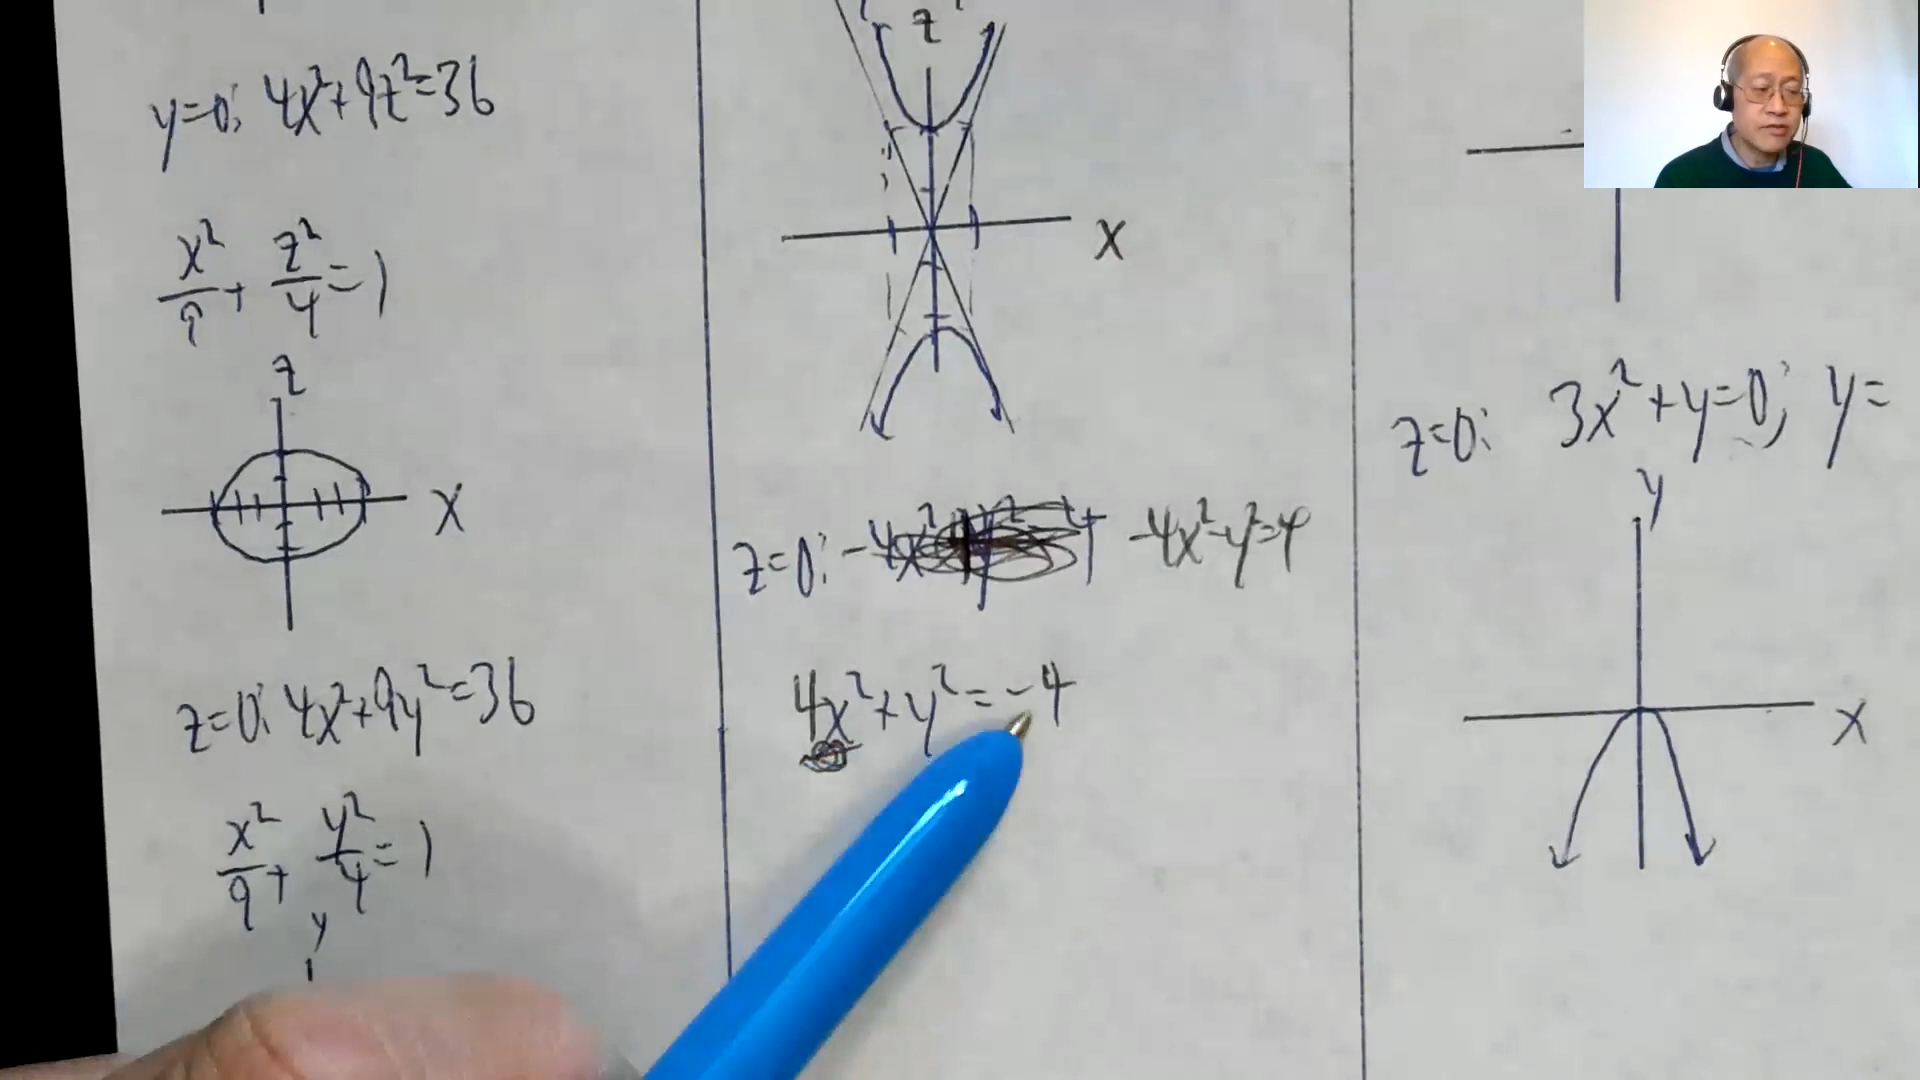 y=0: 4x²+9z²=36
x²/9 + z²/4 = 1
z
x
z=0: 4x²+9y²=36
x²/9 + y²/4 = 1
y
z
x
z=0: -4x² -4x²-y²=4
4x²+y²=-4
z=0: 3x²+y=0; y=
y
x